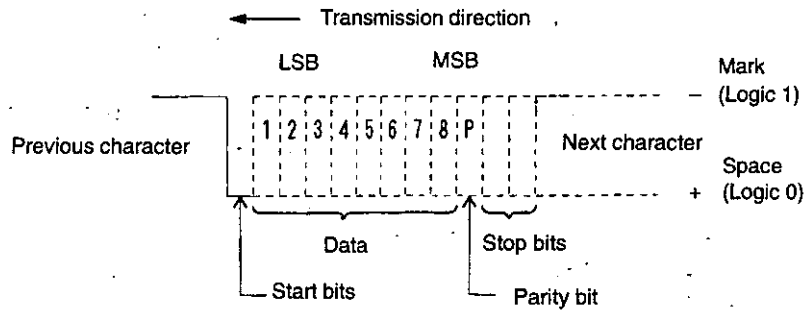 Transmission direction
LSB MSB
Mark
(Logic 1)
−
1 2 3 4 5 6 7 8 P
Previous character
Next character
Space
(Logic 0)
+
Data
Stop bits
Start bits
Parity bit